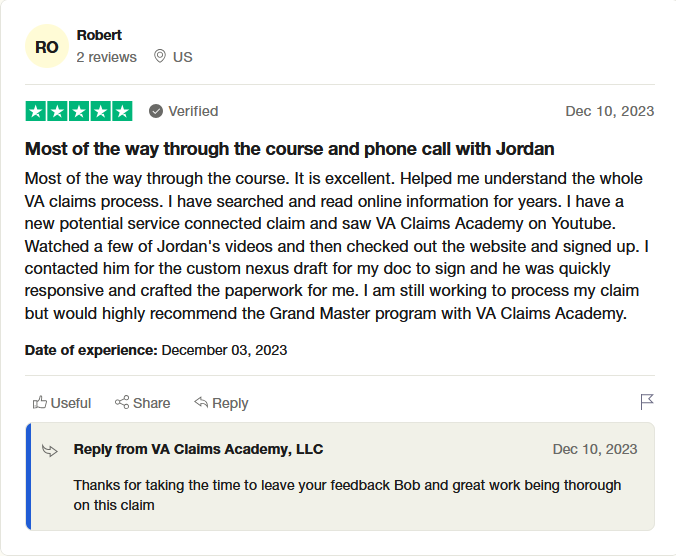 RO
Robert
2 reviews US
Verified Dec 10, 2023
Most of the way through the course and phone call with Jordan
Most of the way through the course. It is excellent. Helped me understand the whole
VA claims process. I have searched and read online information for years. I have a
new potential service connected claim and saw VA Claims Academy on Youtube.
Watched a few of Jordan's videos and then checked out the website and signed up. I
contacted him for the custom nexus draft for my doc to sign and he was quickly
responsive and crafted the paperwork for me. I am still working to process my claim
but would highly recommend the Grand Master program with VA Claims Academy.
Date of experience: December 03, 2023
Useful Share Reply
Reply from VA Claims Academy, LLC Dec 10, 2023
Thanks for taking the time to leave your feedback Bob and great work being thorough
on this claim